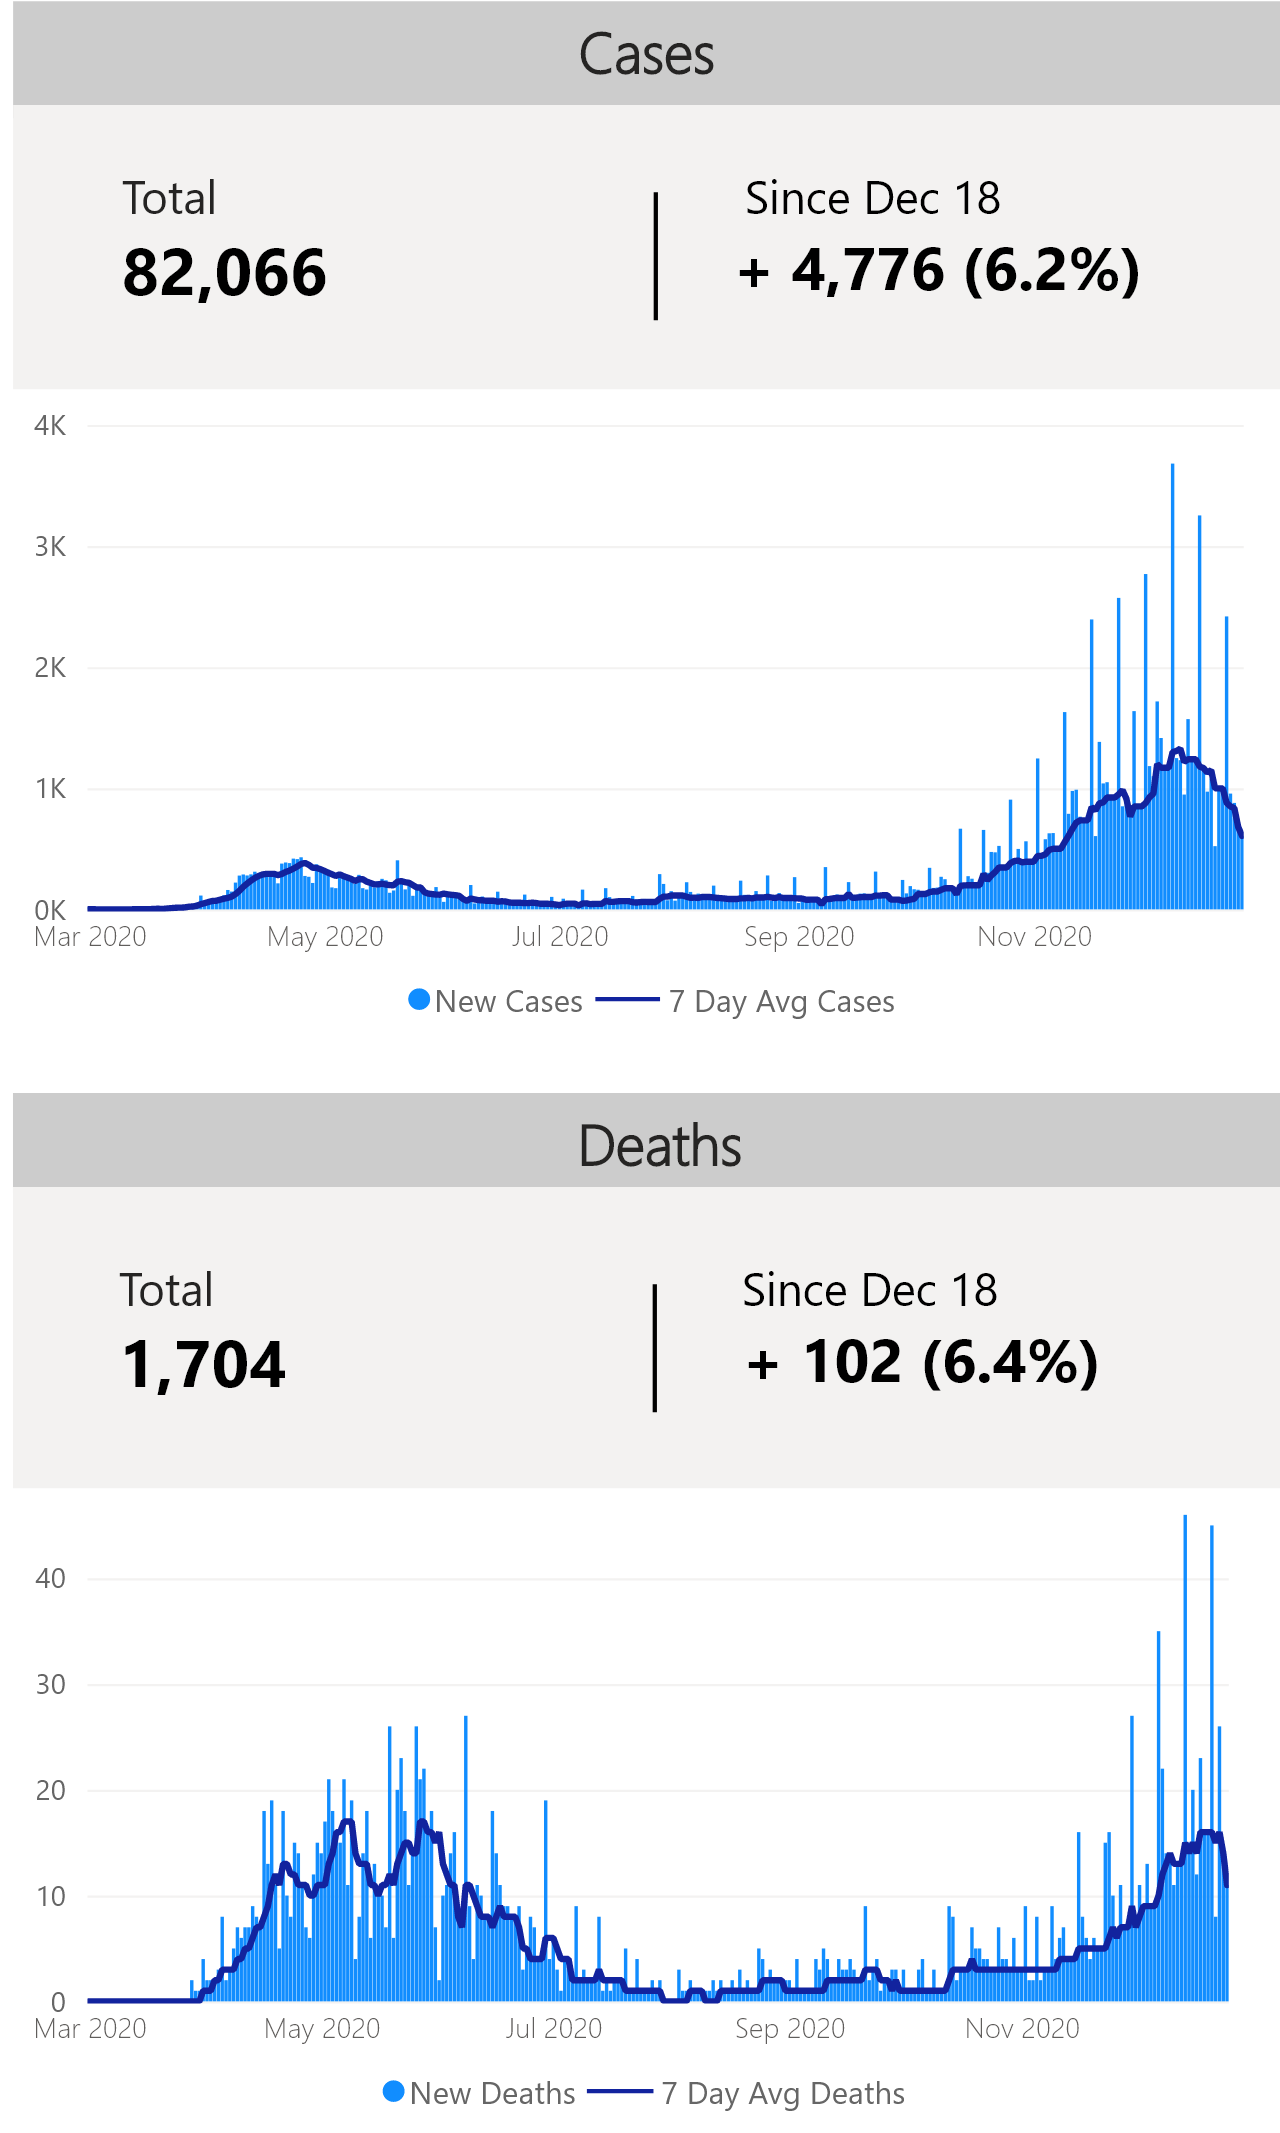 Cases
Total
Since Dec 18
82,066
+ 4,776 (6.2%)
4K
3K
2K
1K
0K
Mar 2020
May 2020
Jul 2020
Sep 2020
Nov 2020
New Cases
7 Day Avg Cases
Deaths
Total
Since Dec 18
1,704
+ 102 (6.4%)
40
30
20
10
0
Mar 2020
May 2020
Jul 2020
Sep 2020
Nov 2020
New Deaths
7 Day Avg Deaths